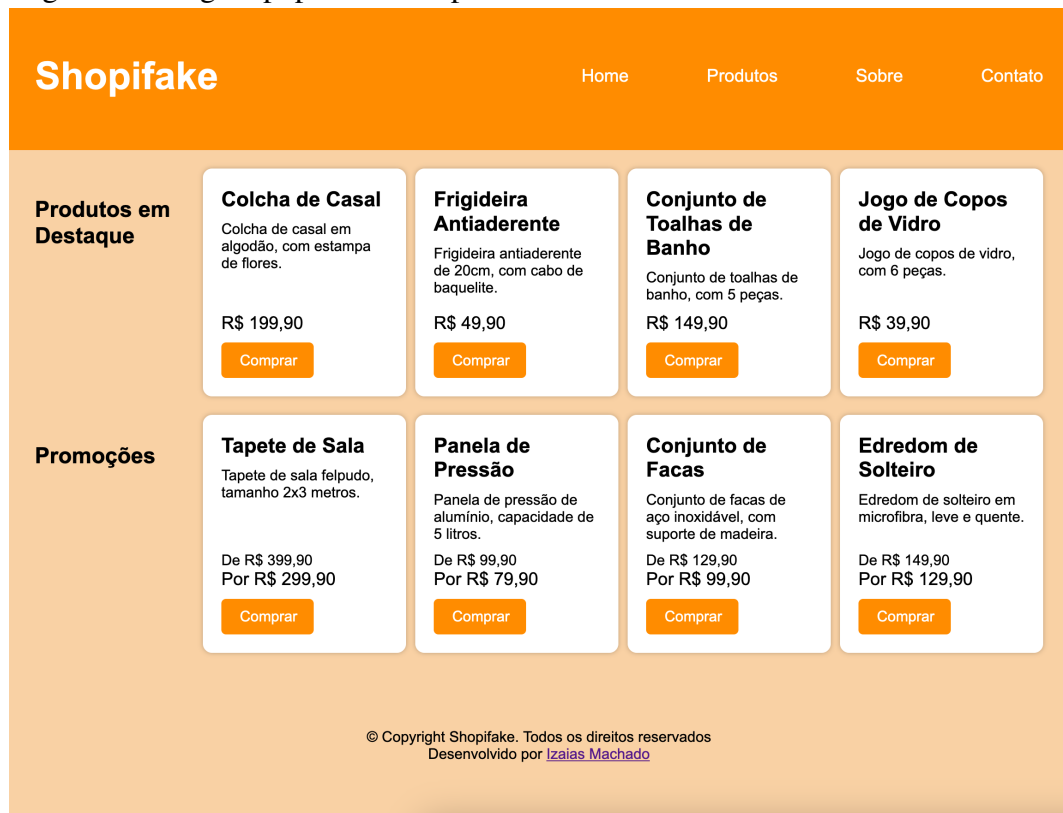 Shopifake
Home
Produtos
Sobre
Contato
Produtos em
Destaque
Colcha de Casal
Colcha de casal em
algodão, com estampa
de flores.
R$ 199,90
Comprar
Frigideira
Antiaderente
Frigideira antiaderente
de 20cm, com cabo de
baquelite.
R$ 49,90
Comprar
Conjunto de
Toalhas de
Banho
Conjunto de toalhas de
banho, com 5 peças.
R$ 149,90
Comprar
Jogo de Copos
de Vidro
Jogo de copos de vidro,
com 6 peças.
R$ 39,90
Comprar
Promoções
Tapete de Sala
Tapete de sala felpudo,
tamanho 2x3 metros.
De R$ 399,90
Por R$ 299,90
Comprar
Panela de
Pressão
Panela de pressão de
alumínio, capacidade de
5 litros.
De R$ 99,90
Por R$ 79,90
Comprar
Conjunto de
Facas
Conjunto de facas de
aço inoxidável, com
suporte de madeira.
De R$ 129,90
Por R$ 99,90
Comprar
Edredom de
Solteiro
Edredom de solteiro em
microfibra, leve e quente.
De R$ 149,90
Por R$ 129,90
Comprar
© Copyright Shopifake. Todos os direitos reservados
Desenvolvido por Izaias Machado